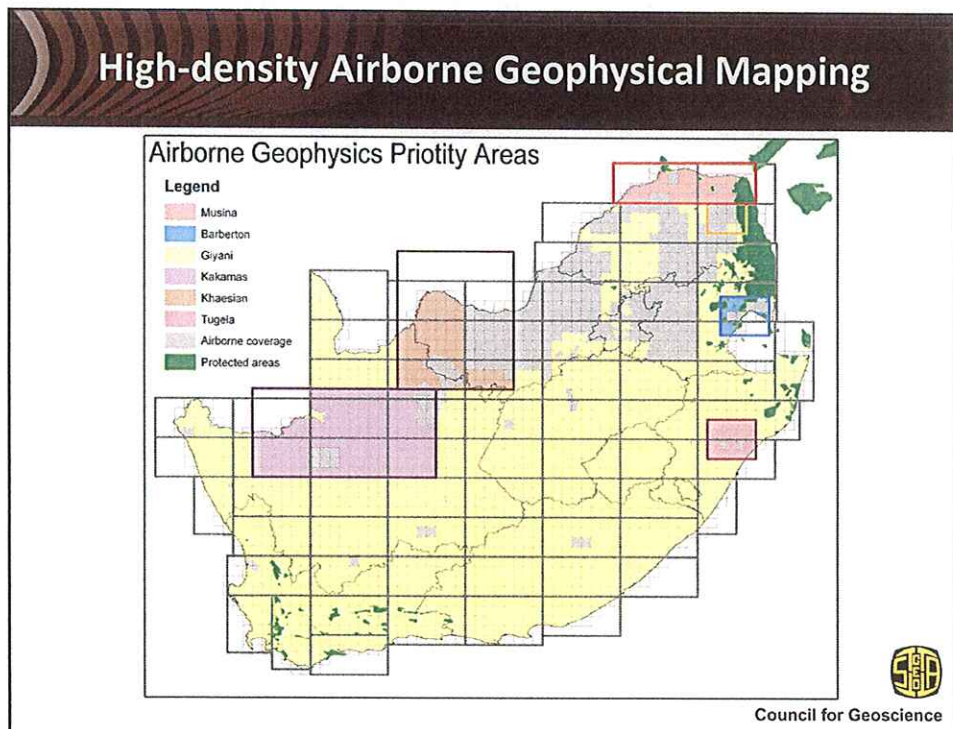 High-density Airborne Geophysical Mapping
Airborne Geophysics Priotity Areas
Legend
Musina
Barberton
Giyani
Kakamas
Khaesian
Tugela
Airborne coverage
Protected areas
Council for Geoscience